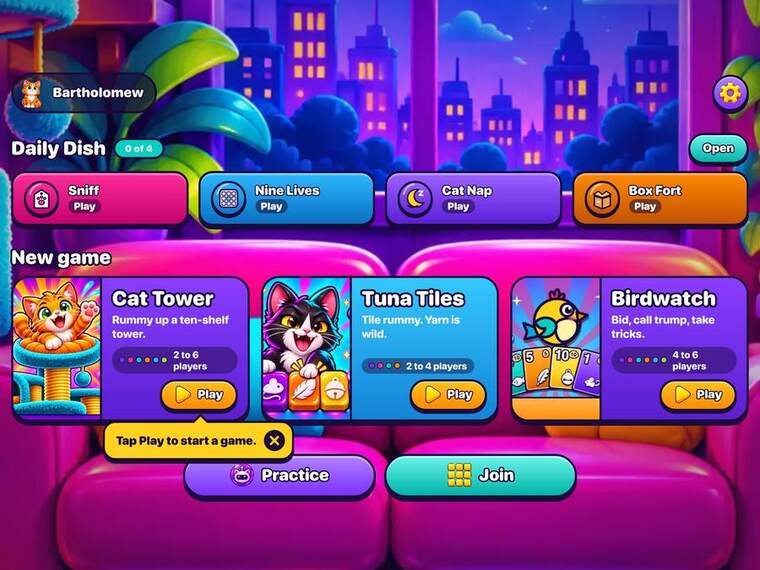 Bartholomew
Daily Dish
0 of 4
Open
Sniff
Play
Nine Lives
Play
Cat Nap
Play
Box Fort
Play
New game
Cat Tower
Rummy up a ten-shelf
tower.
2 to 6
players
Play
Tuna Tiles
Tile rummy. Yarn is
wild.
2 to 4 players
Play
5
10
1
Birdwatch
Bid, call trump, take
tricks.
4 to 6
players
Play
Tap Play to start a game.
Practice
Join